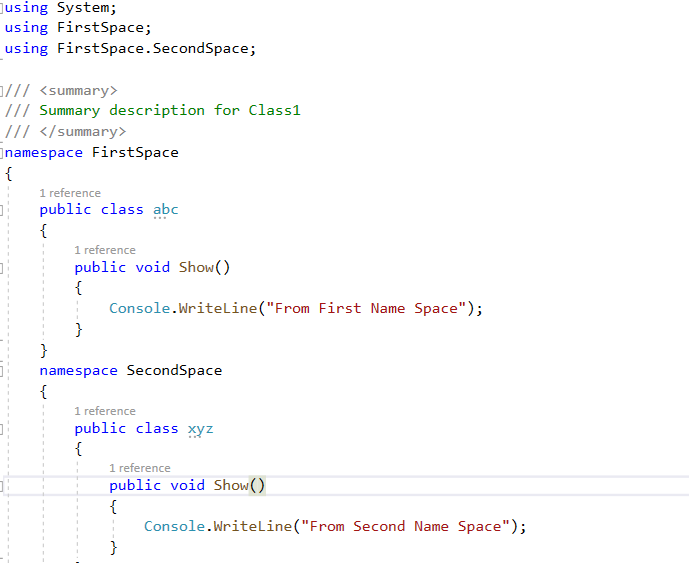 using System;
using FirstSpace;
using FirstSpace.SecondSpace;
/// <summary>
/// Summary description for Class1
/// </summary>
namespace FirstSpace
{
1 reference
public class abc
{
1 reference
public void Show()
{
Console.WriteLine("From First Name Space");
}
}
namespace SecondSpace
{
1 reference
public class xyz
{
1 reference
public void Show()
{
Console.WriteLine("From Second Name Space");
}